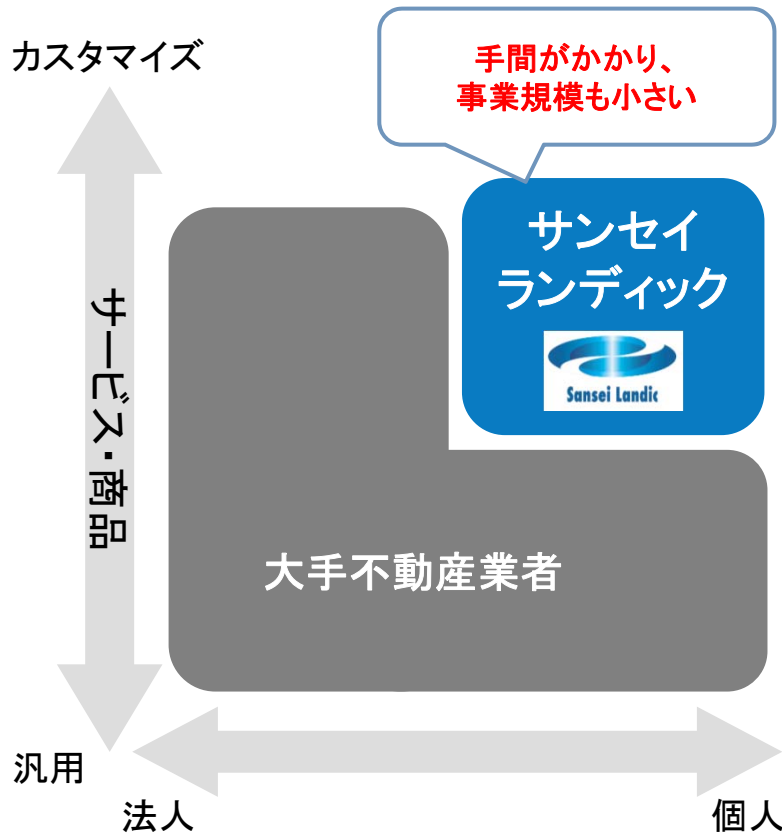 カスタマイズ
手間がかかり、
事業規模も小さい
サンセイ
ランディック
Sansei Landic
サービス・商品
大手不動産業者
汎用
法人
個人